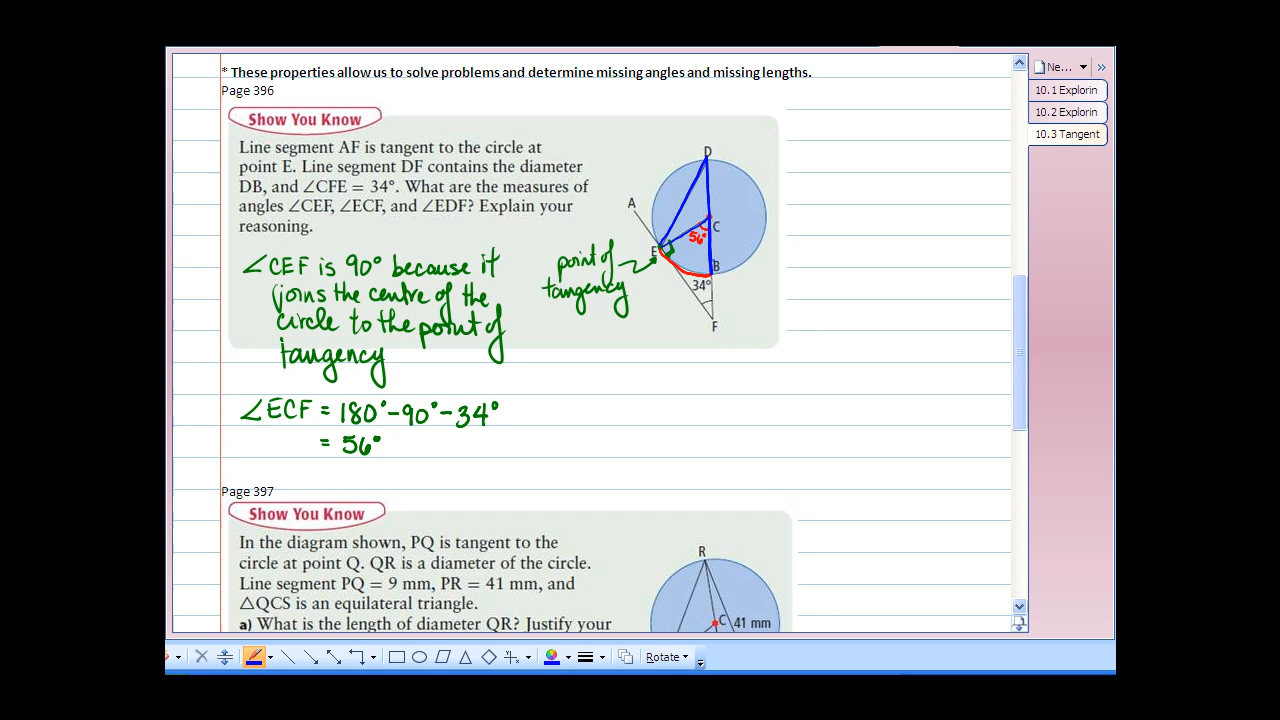 * These properties allow us to solve problems and determine missing angles and missing lengths.
Page 396
Show You Know
Line segment AF is tangent to the circle at
point E. Line segment DF contains the diameter
DB, and ∠CFE = 34°. What are the measures of
angles ∠CEF, ∠ECF, and ∠EDF? Explain your
reasoning.
D
A
C
56°
E
B
34°
F
point of
tangency
∠CEF is 90° because it
joins the centre of the
circle to the point of
tangency
∠ECF = 180° - 90° - 34°
= 56°
Page 397
Show You Know
In the diagram shown, PQ is tangent to the
circle at point Q. QR is a diameter of the circle.
Line segment PQ = 9 mm, PR = 41 mm, and
△QCS is an equilateral triangle.
a) What is the length of diameter QR? Justify your
R
C
41 mm
Ne...
10.1 Explorin
10.2 Explorin
10.3 Tangent
Rotate